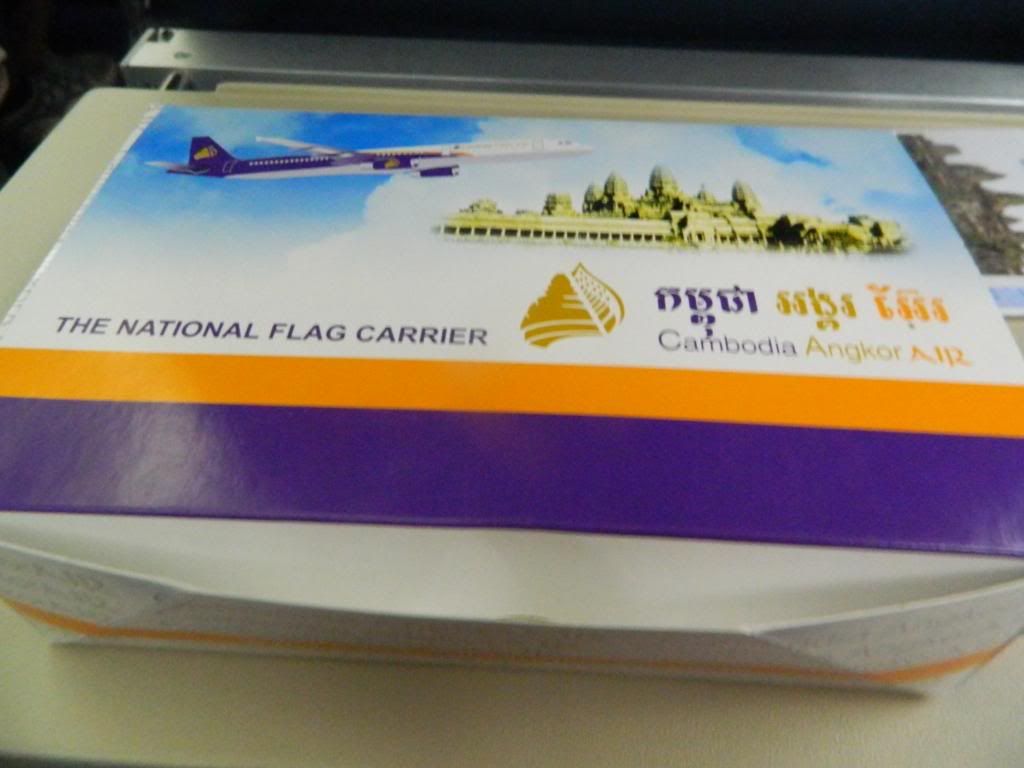 THE NATIONAL FLAG CARRIER
កម្ពុជា អង្គរ អ៊ែរ
Cambodia Angkor AIR